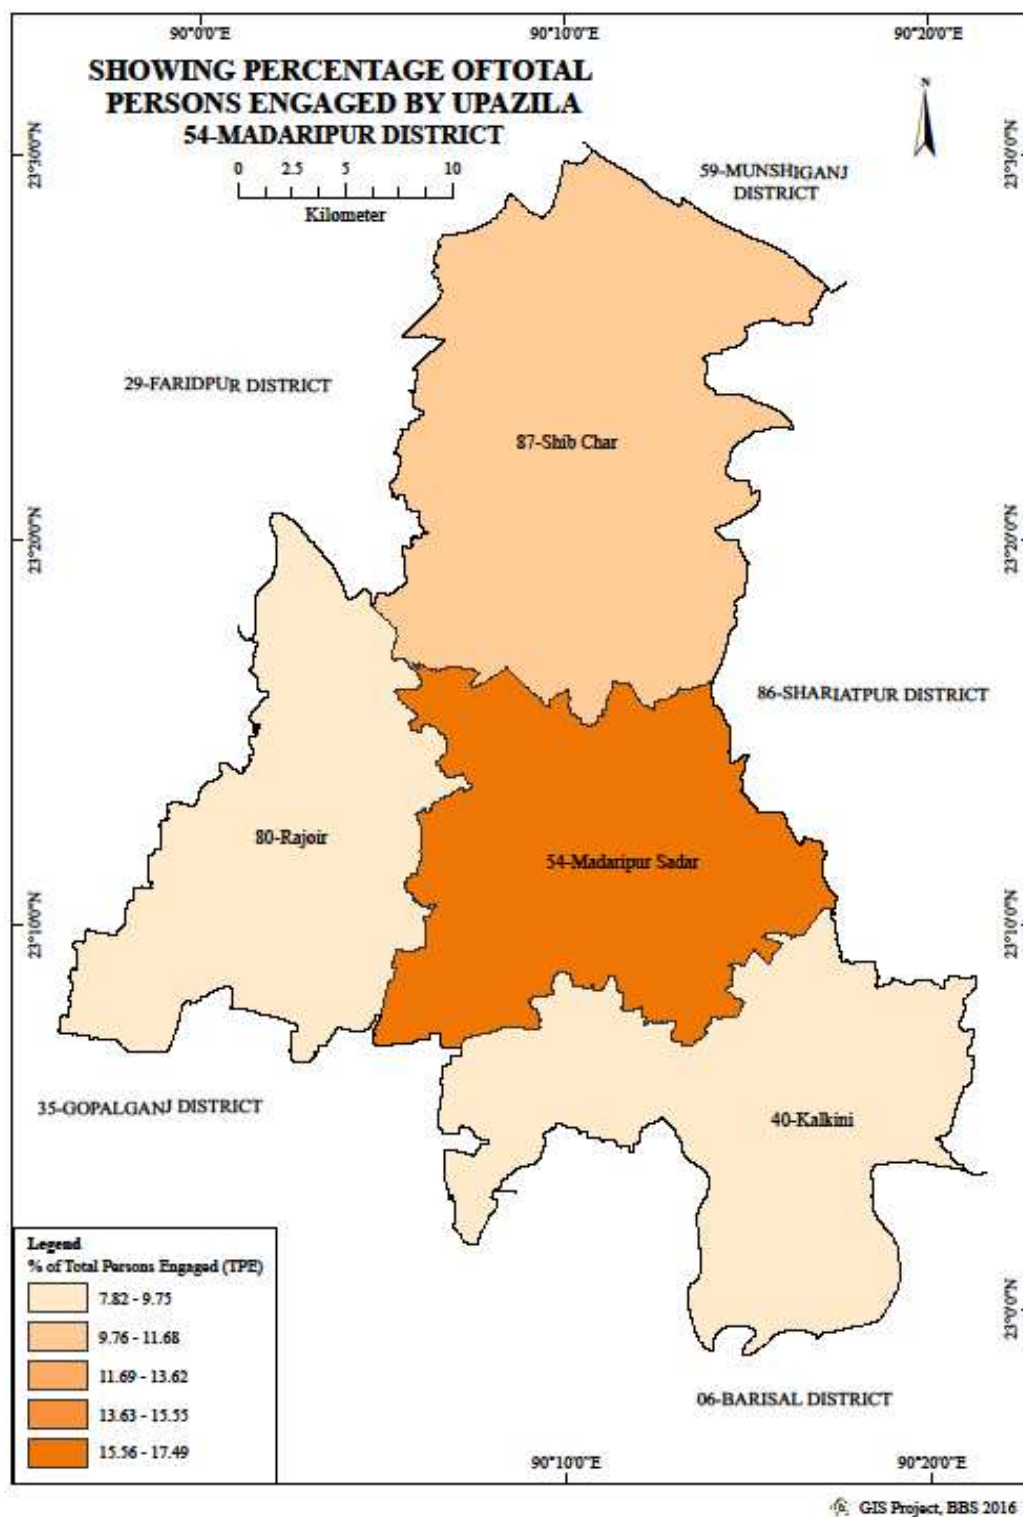 90°0'0"E 90°10'0"E 90°20'0"E
SHOWING PERCENTAGE OFTOTAL
PERSONS ENGAGED BY UPAZILA
54-MADARIPUR DISTRICT
N
0 2.5 5 10
Kilometer
23°30'0"N
23°30'0"N
59-MUNSHIGANJ
DISTRICT
29-FARIDPUR DISTRICT
87-Shib Char
23°20'0"N
23°20'0"N
86-SHARIATPUR DISTRICT
80-Rajoir
54-Madaripur Sadar
23°10'0"N
23°10'0"N
35-GOPALGANJ DISTRICT
40-Kalkini
Legend
% of Total Persons Engaged (TPE)
7.82 - 9.75
9.76 - 11.68
11.69 - 13.62
13.63 - 15.55
15.56 - 17.49
23°0'0"N
06-BARISAL DISTRICT
90°10'0"E 90°20'0"E
GIS Project, BBS 2016